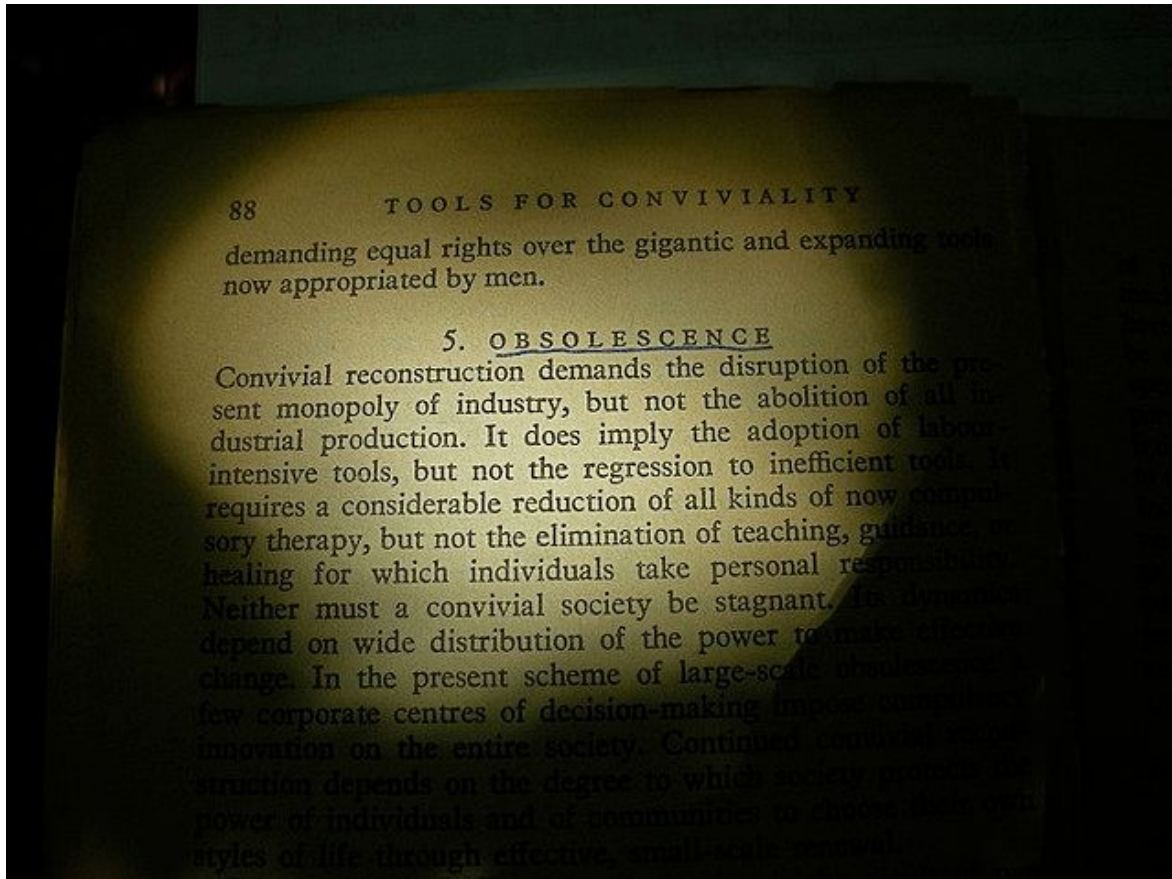 88 TOOLS FOR CONVIVIALITY
demanding equal rights over the gigantic and expanding tools
now appropriated by men.
5. OBSOLESCENCE
Convivial reconstruction demands the disruption of the pre-
sent monopoly of industry, but not the abolition of all in-
dustrial production. It does imply the adoption of labour-
intensive tools, but not the regression to inefficient tools. It
requires a considerable reduction of all kinds of now compul-
sory therapy, but not the elimination of teaching, guidance, or
healing for which individuals take personal responsibility.
Neither must a convivial society be stagnant. Its dynamics
depend on wide distribution of the power to make effective
change. In the present scheme of large-scale obsolescence a
few corporate centres of decision-making impose compulsory
innovation on the entire society. Continued convivial recon-
struction depends on the degree to which society protects the
power of individuals and of communities to choose their own
styles of life through effective, small-scale renewal.